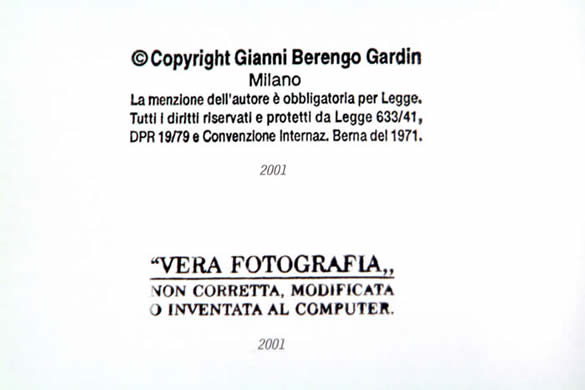 © Copyright Gianni Berengo Gardin
Milano
La menzione dell'autore è obbligatoria per Legge.
Tutti i diritti riservati e protetti da Legge 633/41,
DPR 19/79 e Convenzione Internaz. Berna del 1971.
2001
“VERA FOTOGRAFIA„
NON CORRETTA, MODIFICATA
O INVENTATA AL COMPUTER.
2001